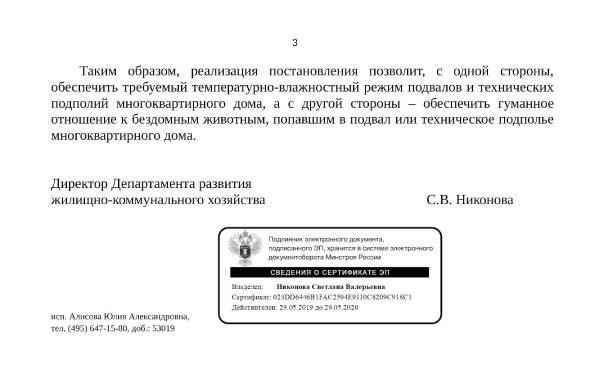 3
Таким образом, реализация постановления позволит, с одной стороны,
обеспечить требуемый температурно-влажностный режим подвалов и технических
подполий многоквартирного дома, а с другой стороны – обеспечить гуманное
отношение к бездомным животным, попавшим в подвал или техническое подполье
многоквартирного дома.
Директор Департамента развития
жилищно-коммунального хозяйства С.В. Никонова
Подлинник электронного документа,
подписанного ЭП, хранится в системе электронного
документооборота Минстроя России
СВЕДЕНИЯ О СЕРТИФИКАТЕ ЭП
Владелец: Никонова Светлана Валерьевна
Сертификат: 023DD6446B1FAC2594E9110C8209C918C1
Действителен: 29.05.2019 до 29.05.2020
исп. Алисова Юлия Александровна,
тел. (495) 647-15-80, доб.: 53019